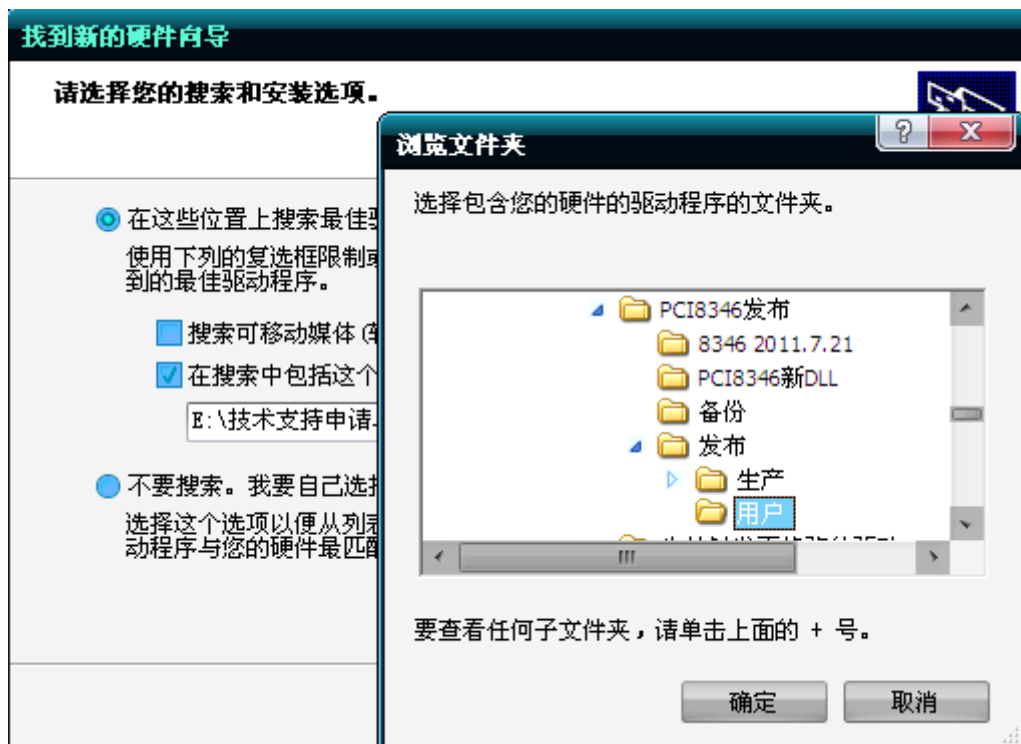 找到新的硬件向导
请选择您的搜索和安装选项。
在这些位置上搜索最佳
使用下列的复选框限制
到的最佳驱动程序。
搜索可移动媒体(
在搜索中包括这个
E:\技术支持申请
不要搜索。我要自己选
选择这个选项以便从列
动程序与您的硬件最匹
浏览文件夹
选择包含您的硬件的驱动程序的文件夹。
PCI8346发布
8346 2011.7.21
PCI8346新DLL
备份
发布
生产
用户
要查看任何子文件夹，请单击上面的 + 号。
确定
取消